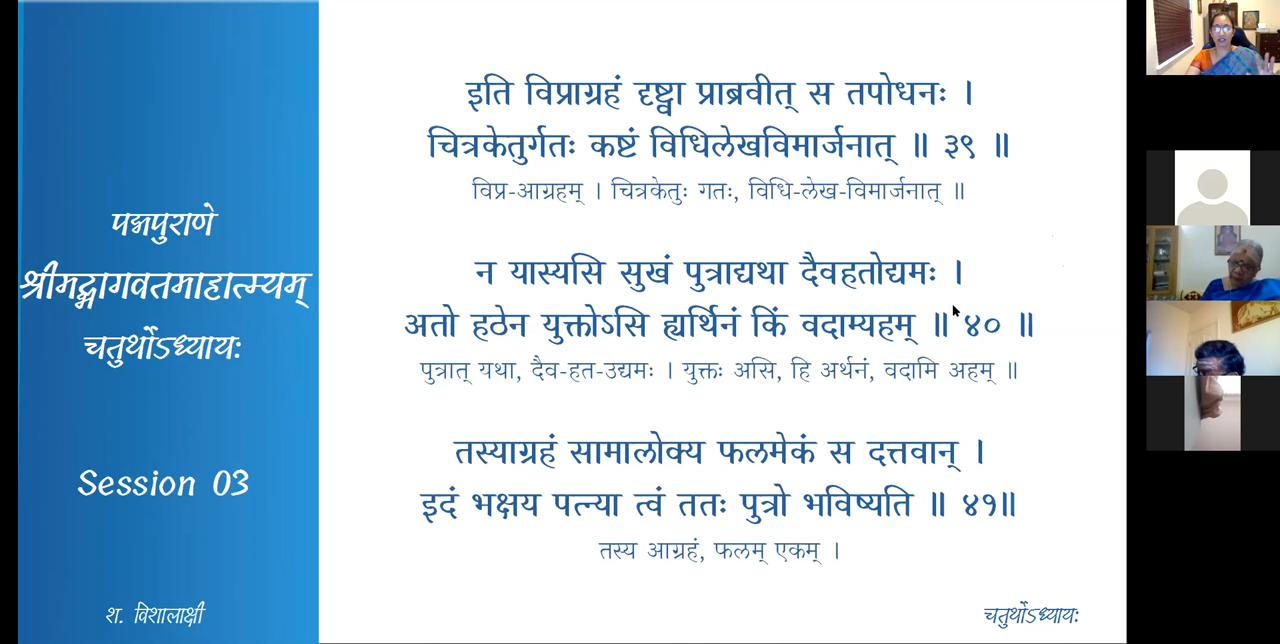 पद्मपुराणे
श्रीमद्भागवतमाहात्म्यम्
चतुर्थोऽध्यायः
Session 03
श. विशालाक्षी
इति विप्राग्रहं दृष्ट्वा प्राब्रवीत् स तपोधनः ।
चित्रकेतुर्गतः कष्टं विधिलेखविमार्जनात् ॥ ३९ ॥
विप्र-आग्रहम् । चित्रकेतुः गतः, विधि-लेख-विमार्जनात् ॥
न यास्यसि सुखं पुत्राद्यथा दैवहतोद्यमः ।
अतो हठेन युक्तोऽसि ह्यर्थिनं किं वदाम्यहम् ॥ ४० ॥
पुत्रात् यथा, दैव-हत-उद्यमः । युक्तः असि, हि अर्थनं, वदामि अहम् ॥
तस्याग्रहं सामालोक्य फलमेकं स दत्तवान् ।
इदं भक्षय पत्न्या त्वं ततः पुत्रो भविष्यति ॥ ४१॥
तस्य आग्रहं, फलम् एकम् ।
चतुर्थोऽध्यायः